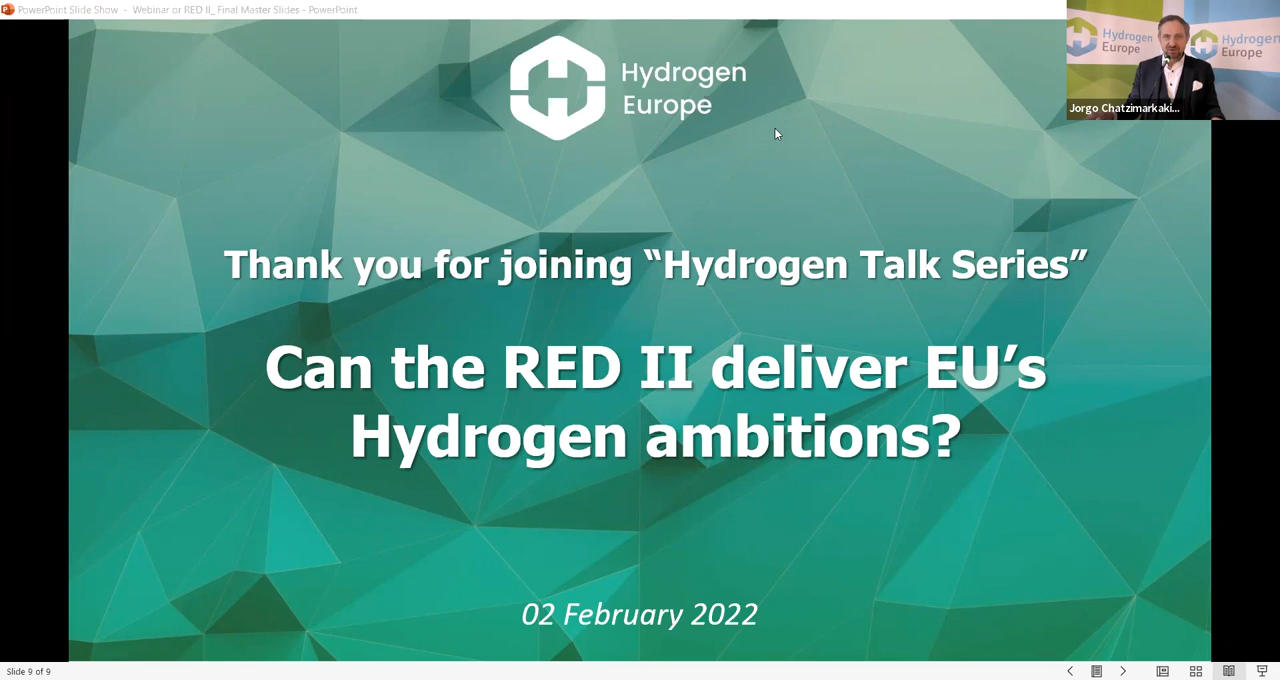 PowerPoint Slide Show - Webinar or RED II_ Final Master Slides - PowerPoint
Hydrogen
Europe
Hydrogen
Europe
Hydrogen
Europe
Jorgo Chatzimarkaki...
Thank you for joining “Hydrogen Talk Series”
Can the RED II deliver EU’s
Hydrogen ambitions?
02 February 2022
Slide 9 of 9